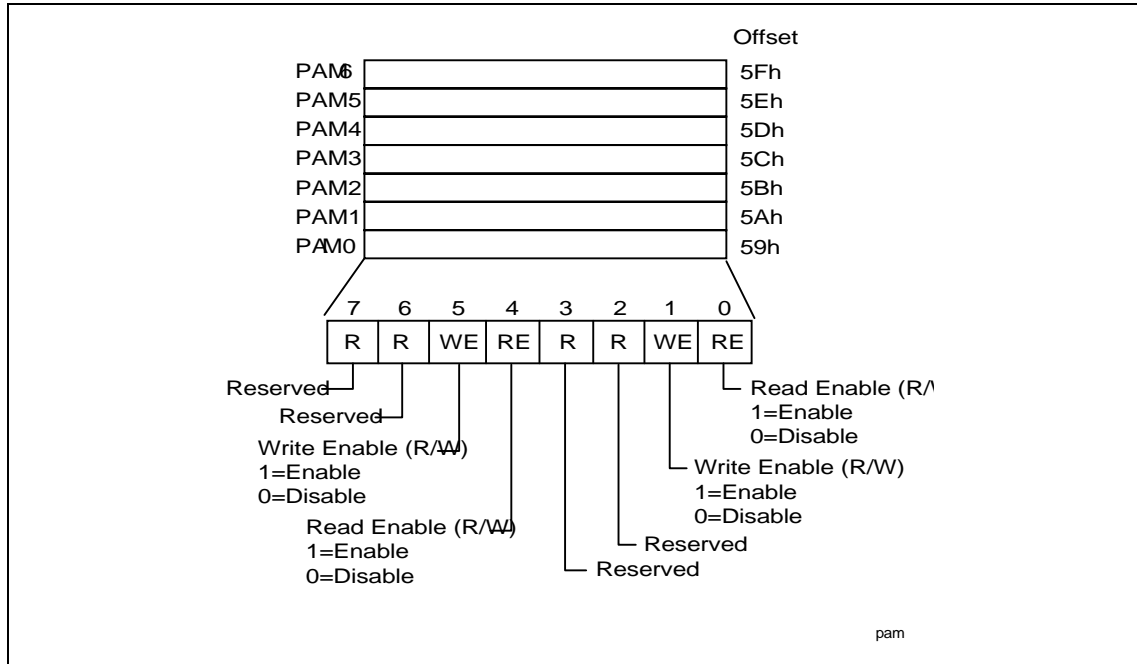 Offset
PAM6 5Fh
PAM5 5Eh
PAM4 5Dh
PAM3 5Ch
PAM2 5Bh
PAM1 5Ah
PAM0 59h
7 6 5 4 3 2 1 0
R R WE RE R R WE RE
Reserved
Reserved
Write Enable (R/W)
1=Enable
0=Disable
Read Enable (R/W)
1=Enable
0=Disable
Reserved
Reserved
Write Enable (R/W)
1=Enable
0=Disable
Read Enable (R/
1=Enable
0=Disable
pam